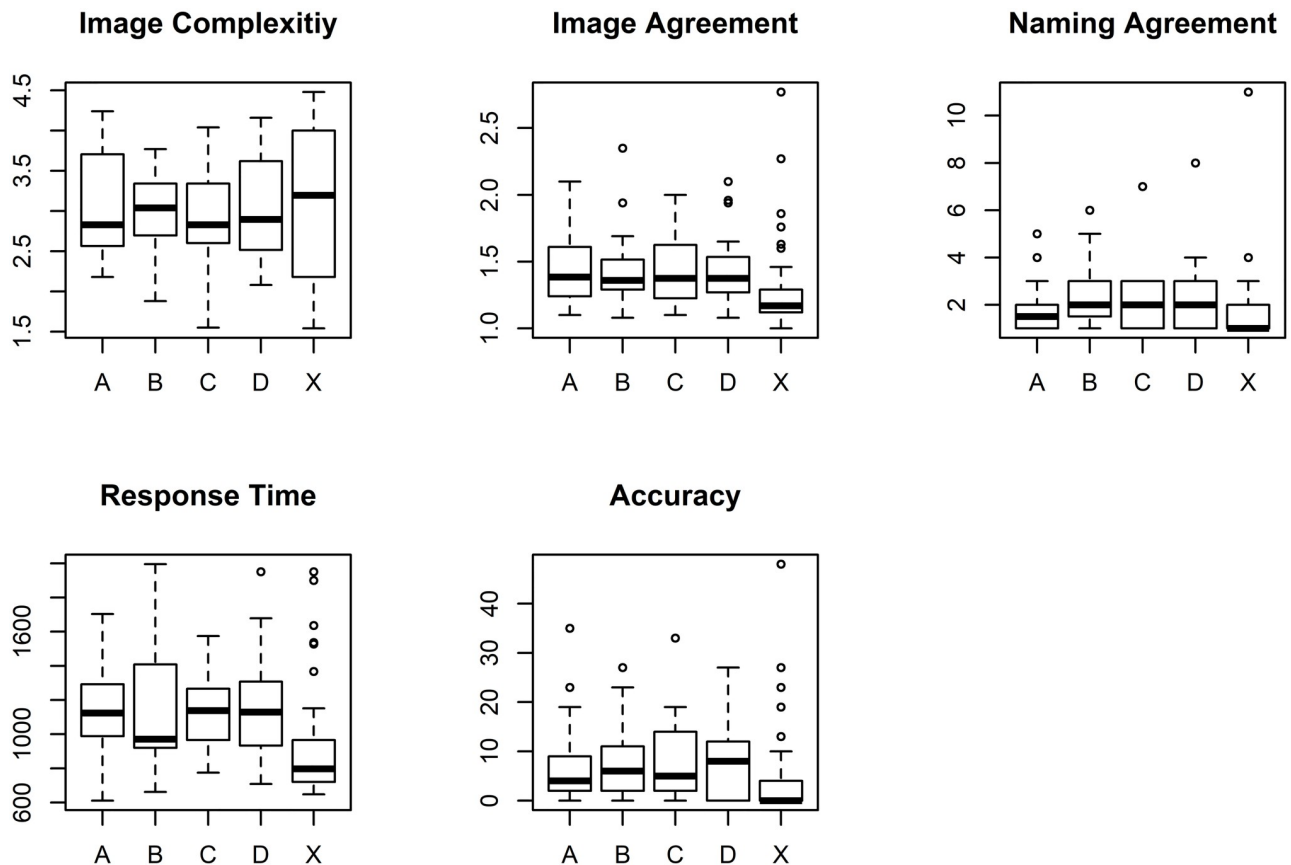 Image Complexitiy
4.5
3.5
2.5
1.5
A B C D X
Image Agreement
2.5
2.0
1.5
1.0
A B C D X
Naming Agreement
10
8
6
4
2
A B C D X
Response Time
1600
1000
600
A B C D X
Accuracy
40
30
20
10
0
A B C D X